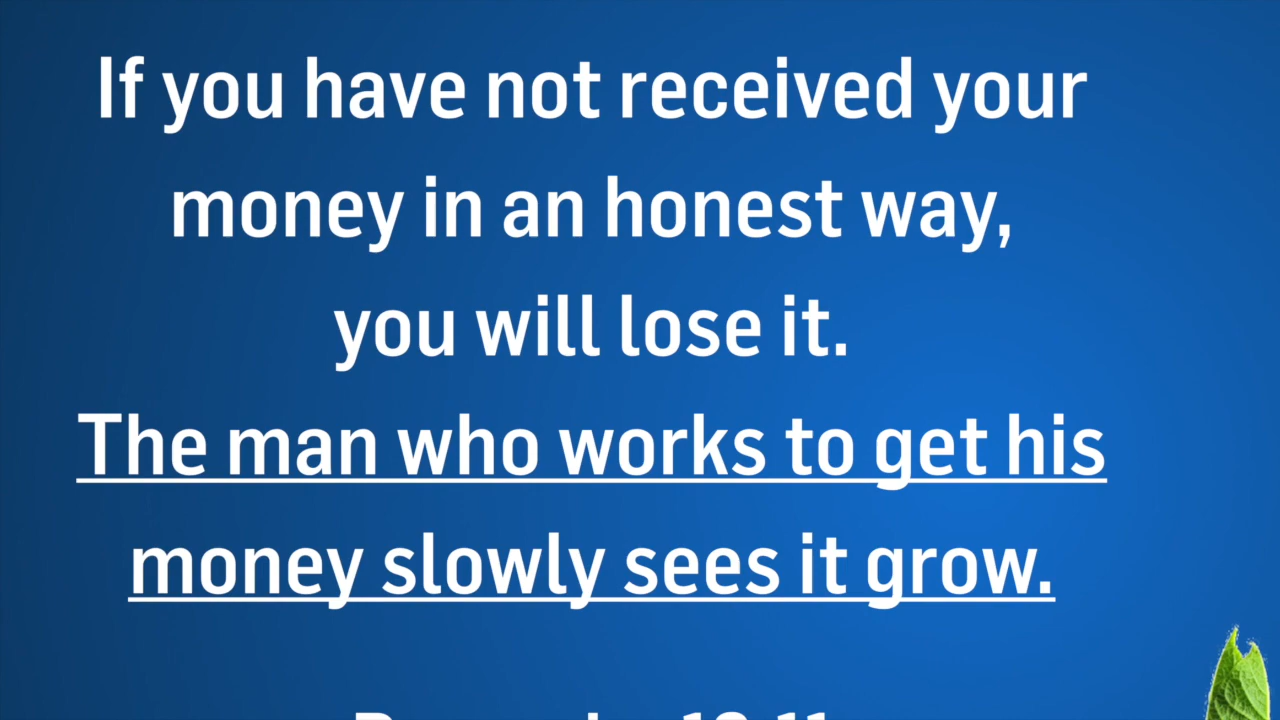 If you have not received your
money in an honest way,
you will lose it.
The man who works to get his
money slowly sees it grow.